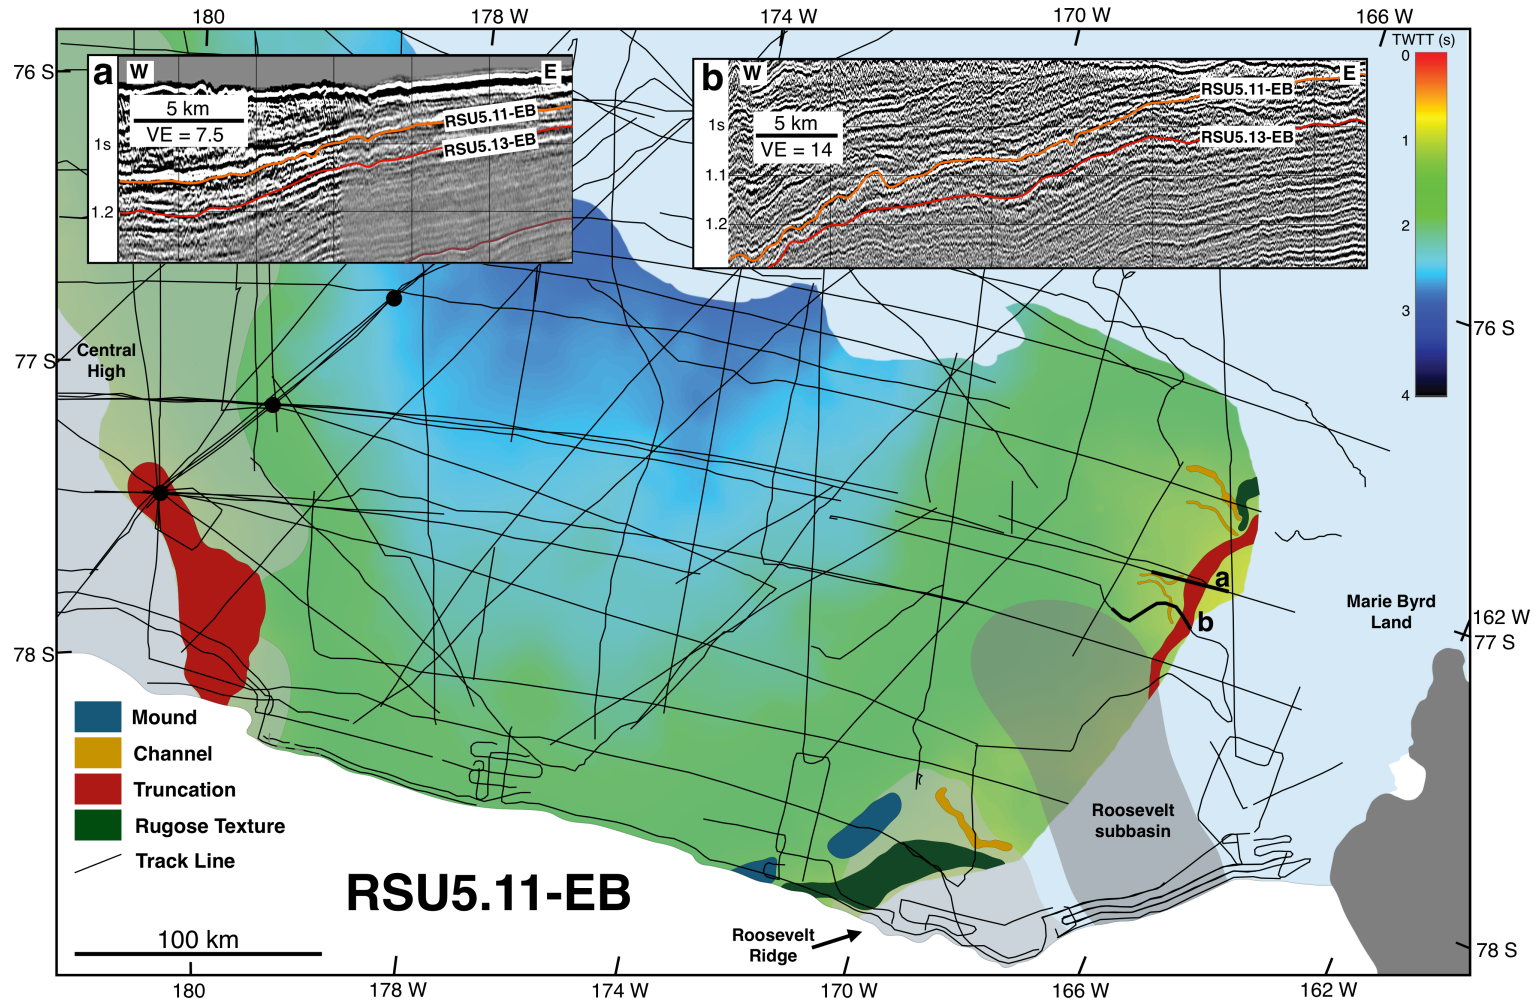 180
178 W
174 W
170 W
166 W
76 S
77 S
78 S
TWTT (s)
0
1
2
3
4
a
W
E
5 km
VE = 7.5
1s
1.2
RSU5.11-EB
RSU5.13-EB
b
W
E
5 km
VE = 14
1s
1.1
1.2
RSU5.11-EB
RSU5.13-EB
76 S
Central
High
a
b
Marie Byrd
Land
162 W
77 S
Mound
Channel
Truncation
Rugose Texture
Track Line
Roosevelt
subbasin
RSU5.11-EB
100 km
Roosevelt
Ridge
78 S
180
178 W
174 W
170 W
166 W
162 W